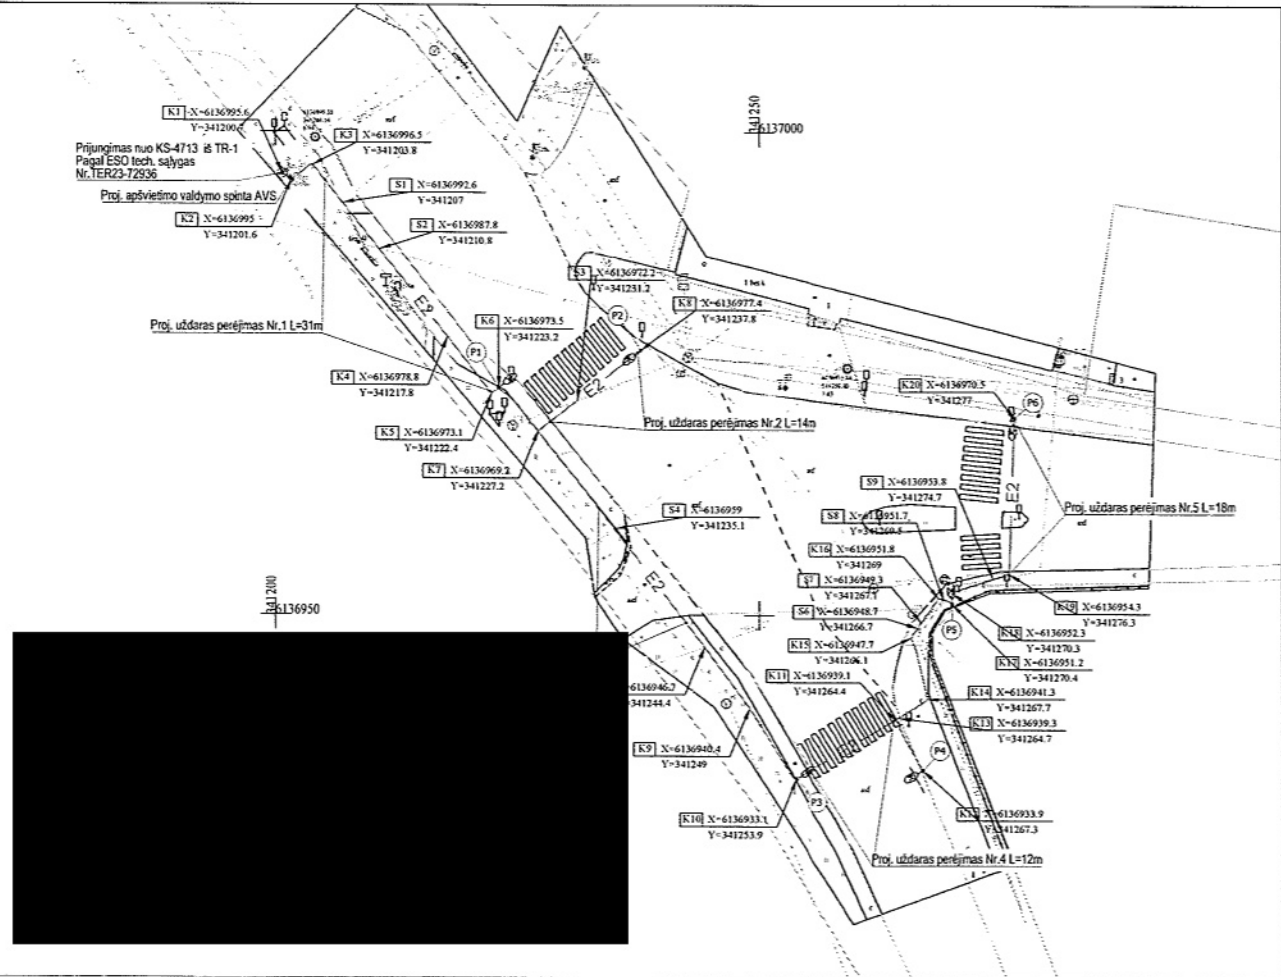 341250
6137000
K1 X=6136995.6
Y=341200.
K3 X=6136996.5
Y=341203.8
Prijungimas nuo KS-4713 iš TR-1
Pagal ESO tech. sąlygas
Nr.TER23-72936
Proj. apšvietimo valdymo spinta AVS
K2 X=6136995
Y=341201.6
S1 X=6136992.6
Y=341207
S2 X=6136987.8
Y=341210.8
S3 X=6136972.2
Y=341231.2
K8 X=6136977.4
Y=341237.8
P2
Proj. uždaras perėjimas Nr.1 L=31m
E2
K6 X=6136973.5
Y=341223.2
P1
K4 X=6136978.8
Y=341217.8
E2
K20 X=6136970.5
Y=341277
P6
K5 X=6136973.1
Y=341222.4
Proj. uždaras perėjimas Nr.2 L=14m
K7 X=6136969.2
Y=341227.2
S9 X=6136953.8
Y=341274.7
E2
Proj. uždaras perėjimas Nr.5 L=18m
S4 X=6136959
Y=341235.1
S8 X=6136951.7
Y=341269.5
K16 X=6136951.8
Y=341269
E2
S7 X=6136949.3
Y=341267.1
341200
6136950
S6 X=6136948.7
Y=341266.7
K19 X=6136954.3
Y=341276.3
P5
K18 X=6136952.3
Y=341270.3
K15 X=6136947.7
Y=341266.1
K17 X=6136951.2
Y=341270.4
K11 X=6136939.1
Y=341264.4
6136946.7
341244.4
K14 X=6136941.3
Y=341267.7
K13 X=6136939.3
Y=341264.7
K9 X=6136940.4
Y=341249
P4
P3
K10 X=6136933.1
Y=341253.9
K12 X=6136933.9
Y=341267.3
Proj. uždaras perėjimas Nr.4 L=12m